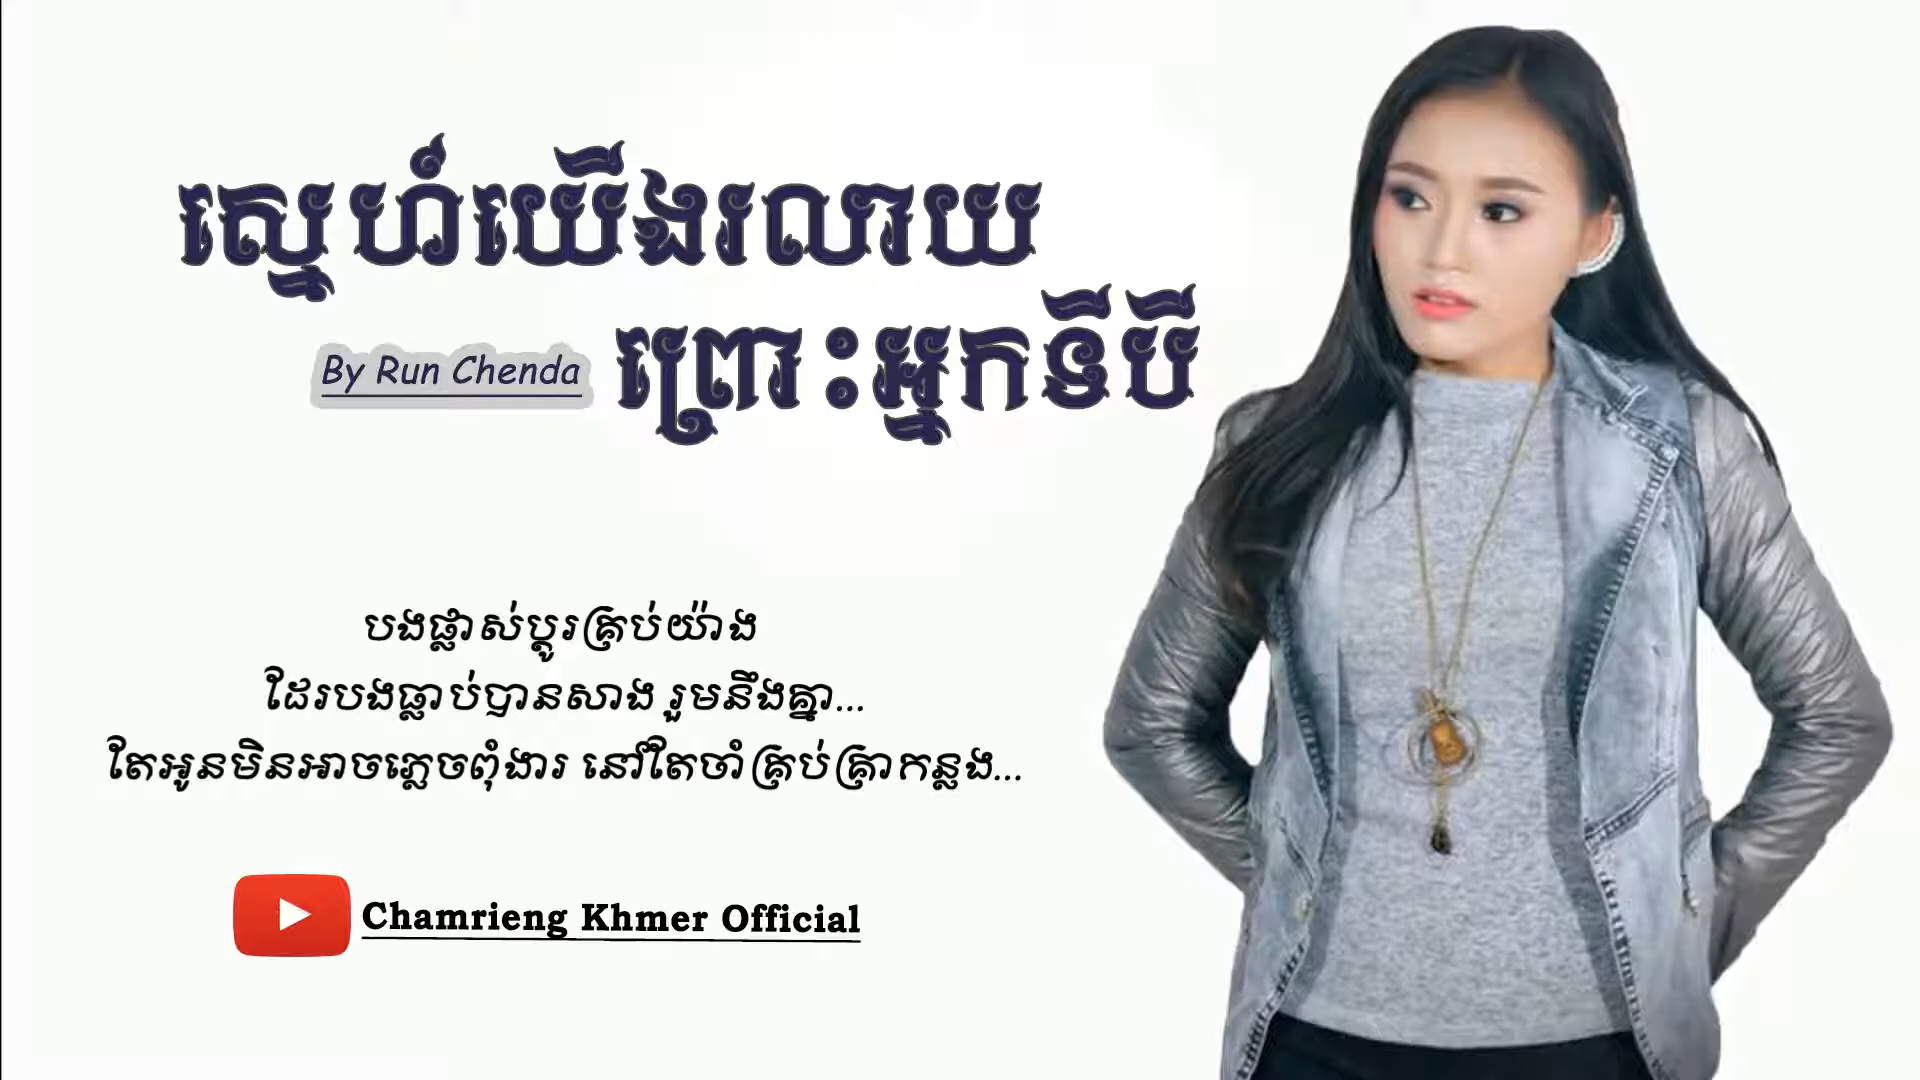 ស្នេហ៍យើងរលាយ
ព្រោះអ្នកទីបី
By Run Chenda
បងផ្លាស់ប្តូរគ្រប់យ៉ាង
ដែរបងធ្លាប់បានសាង រួមនឹងគ្នា...
តែអូនមិនអាចភ្លេចពុំងារ នៅតែចាំគ្រប់គ្រាកន្លង...
Chamrieng Khmer Official